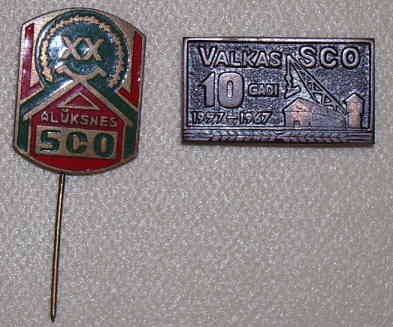 XX
ALŪKSNES
SCO
VALKAS SCO
10 GADI
1957-1967